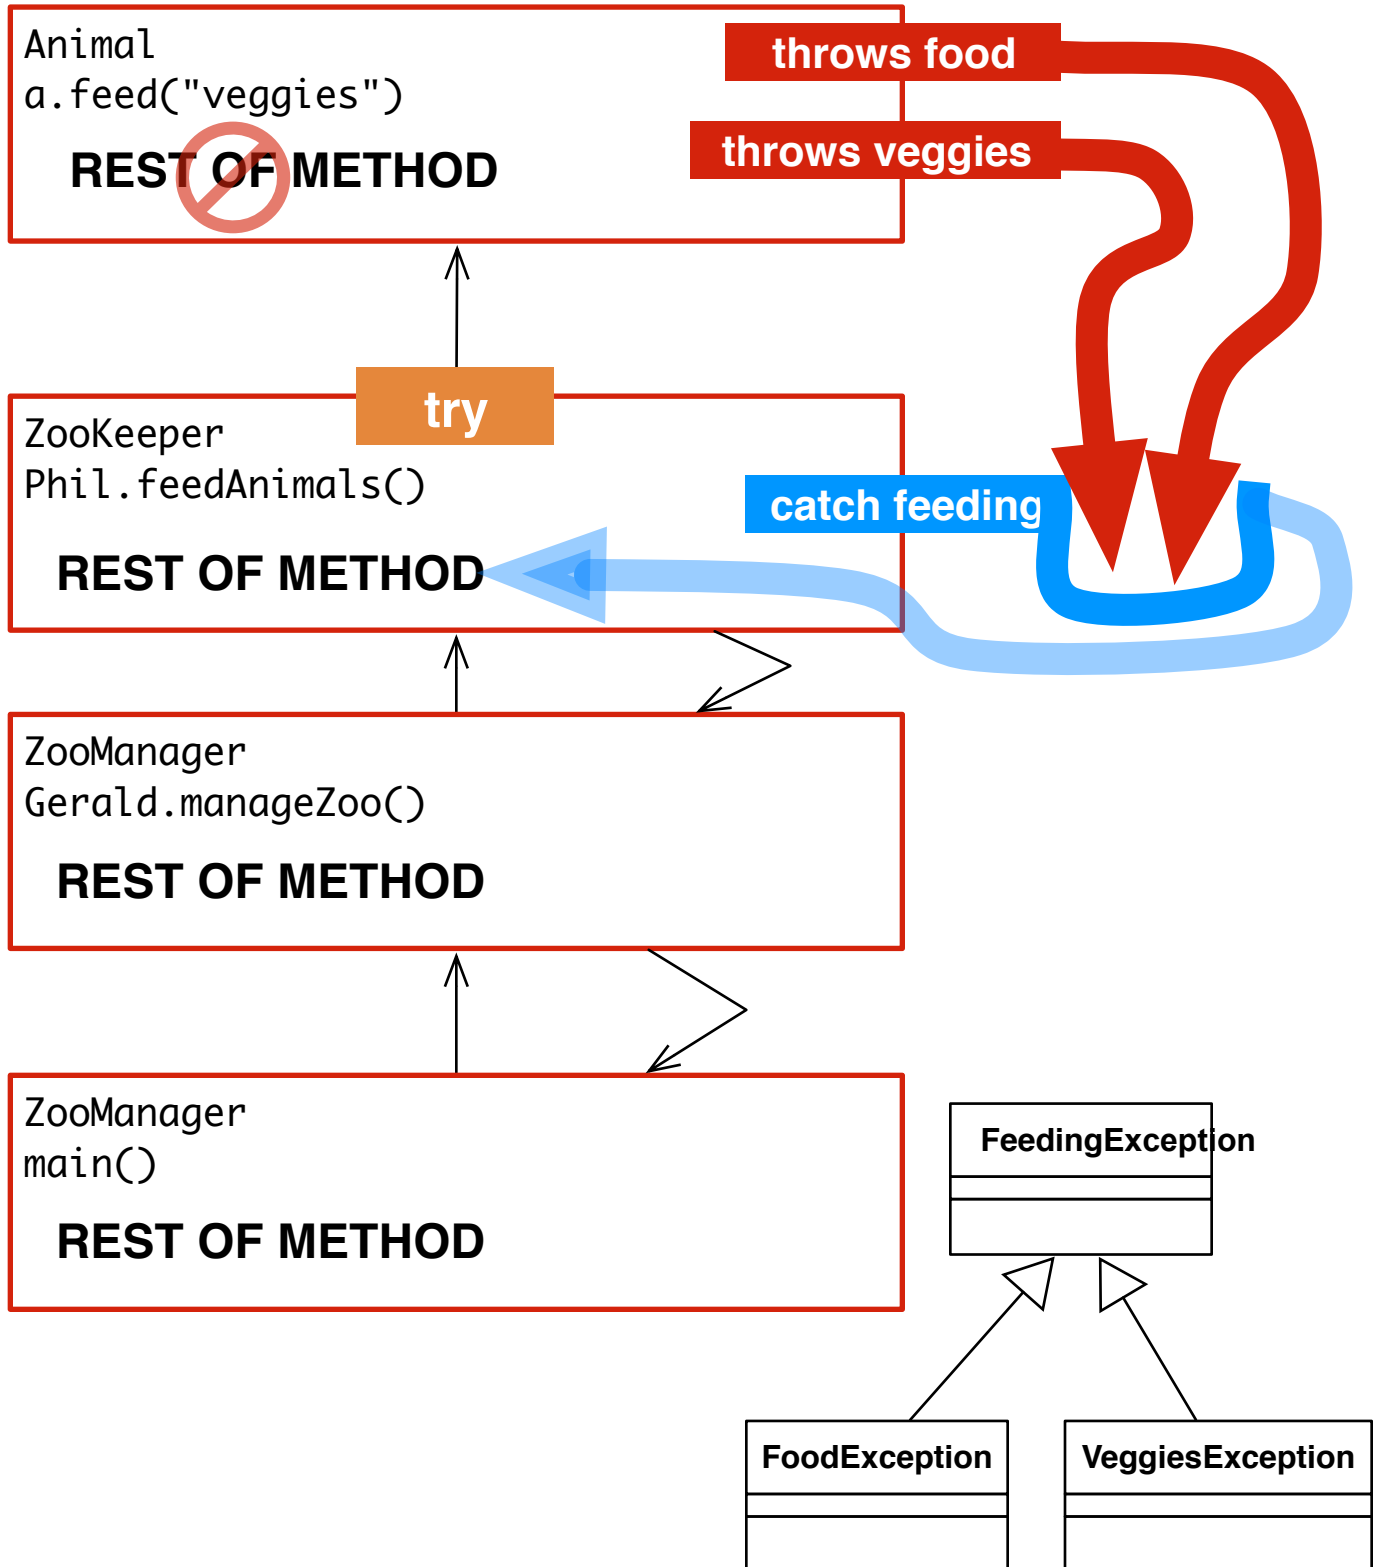 Animal
a.feed("veggies")
REST OF METHOD
throws food
throws veggies
try
ZooKeeper
Phil.feedAnimals()
catch feeding
REST OF METHOD
ZooManager
Gerald.manageZoo()
REST OF METHOD
ZooManager
main()
REST OF METHOD
FeedingException
FoodException
VeggiesException